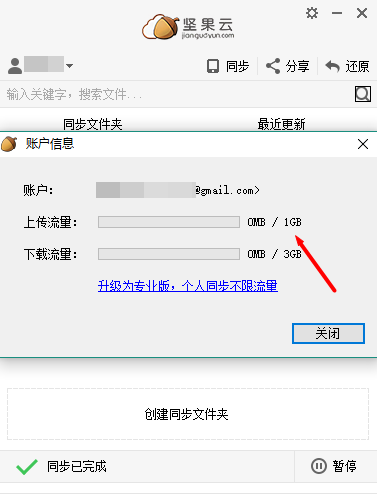 坚果云
jianguoyun.com
同步 分享 还原
输入关键字，搜索文件...
同步文件夹 最近更新
账户信息
账户： @gmail.com>
上传流量： 0MB / 1GB
下载流量： 0MB / 3GB
升级为专业版，个人同步不限流量
关闭
创建同步文件夹
同步已完成 暂停